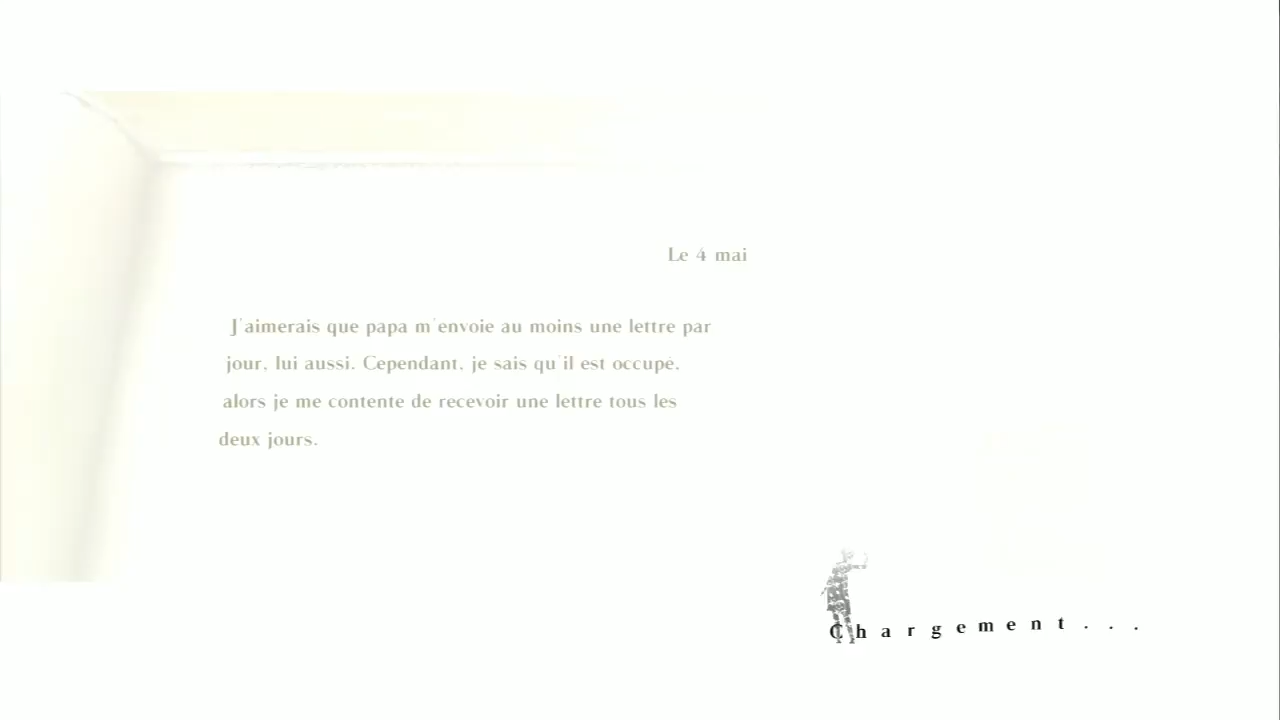 Le 4 mai
J'aimerais que papa m'envoie au moins une lettre par
jour, lui aussi. Cependant, je sais qu'il est occupé,
alors je me contente de recevoir une lettre tous les
deux jours.
Chargement...